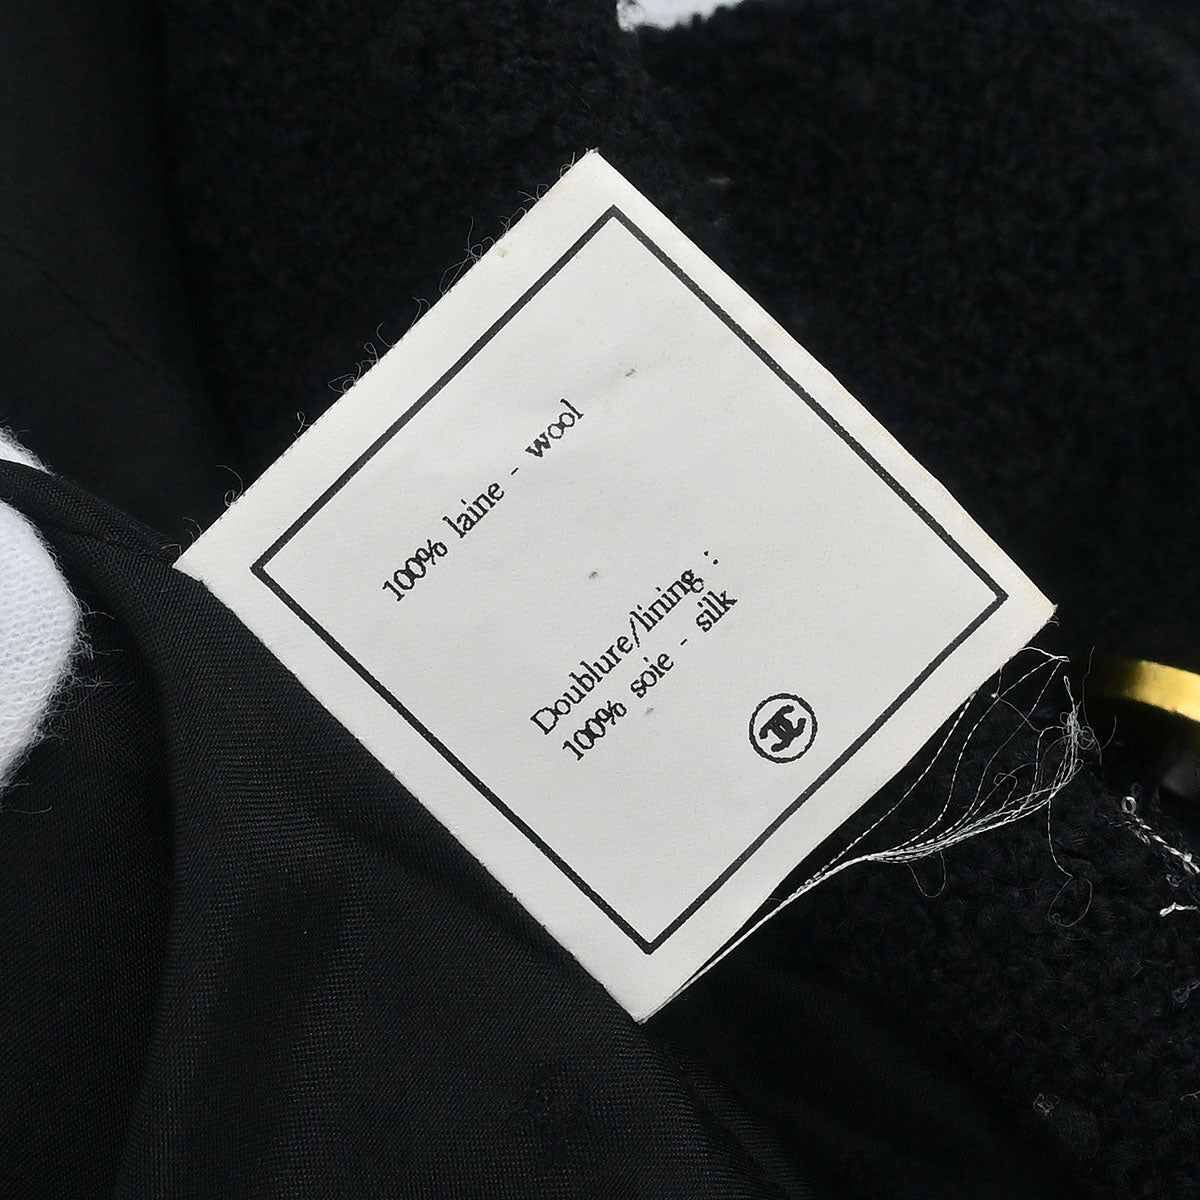 100% laine - wool
Doublure/lining :
100% soie - silk